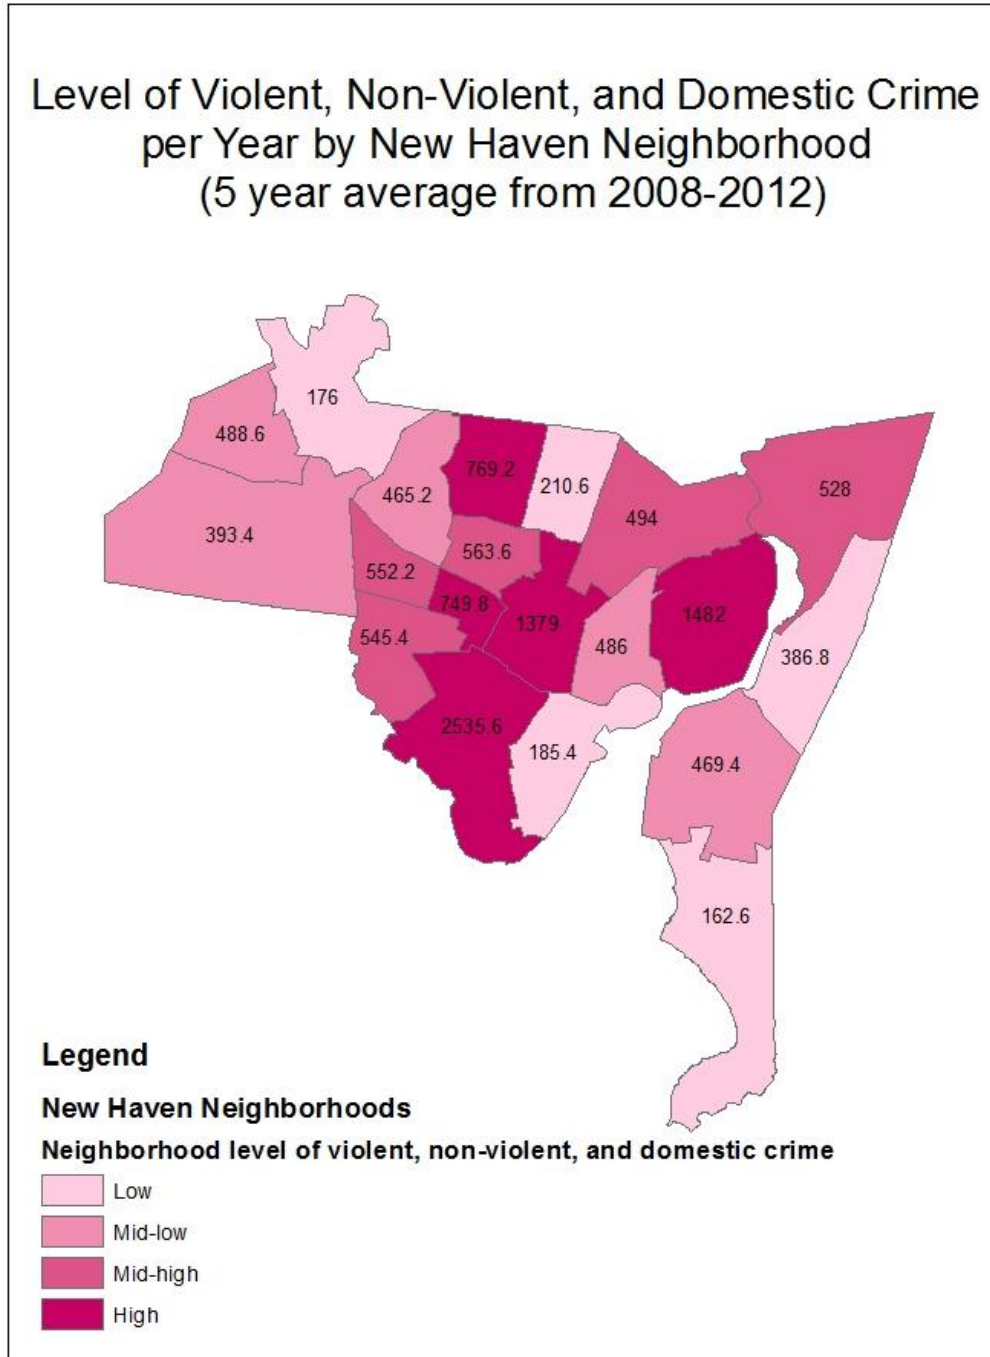 Level of Violent, Non-Violent, and Domestic Crime
per Year by New Haven Neighborhood
(5 year average from 2008-2012)
176
488.6
769.2
465.2
210.6
528
494
393.4
563.6
552.2
749.8
1379
1482
545.4
486
386.8
2535.6
185.4
469.4
162.6
Legend
New Haven Neighborhoods
Neighborhood level of violent, non-violent, and domestic crime
Low
Mid-low
Mid-high
High